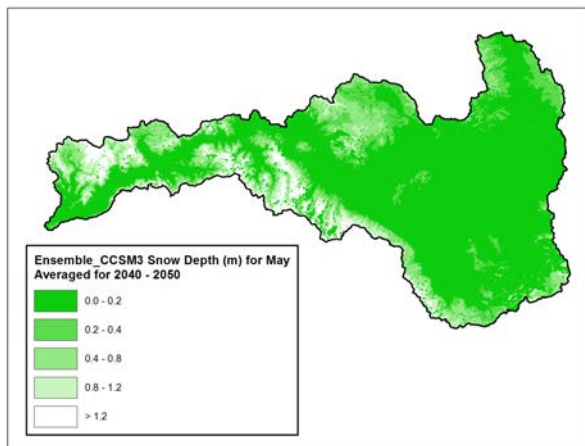 Ensemble_CCSM3 Snow Depth (m) for May
Averaged for 2040 - 2050
0.0 - 0.2
0.2 - 0.4
0.4 - 0.8
0.8 - 1.2
> 1.2